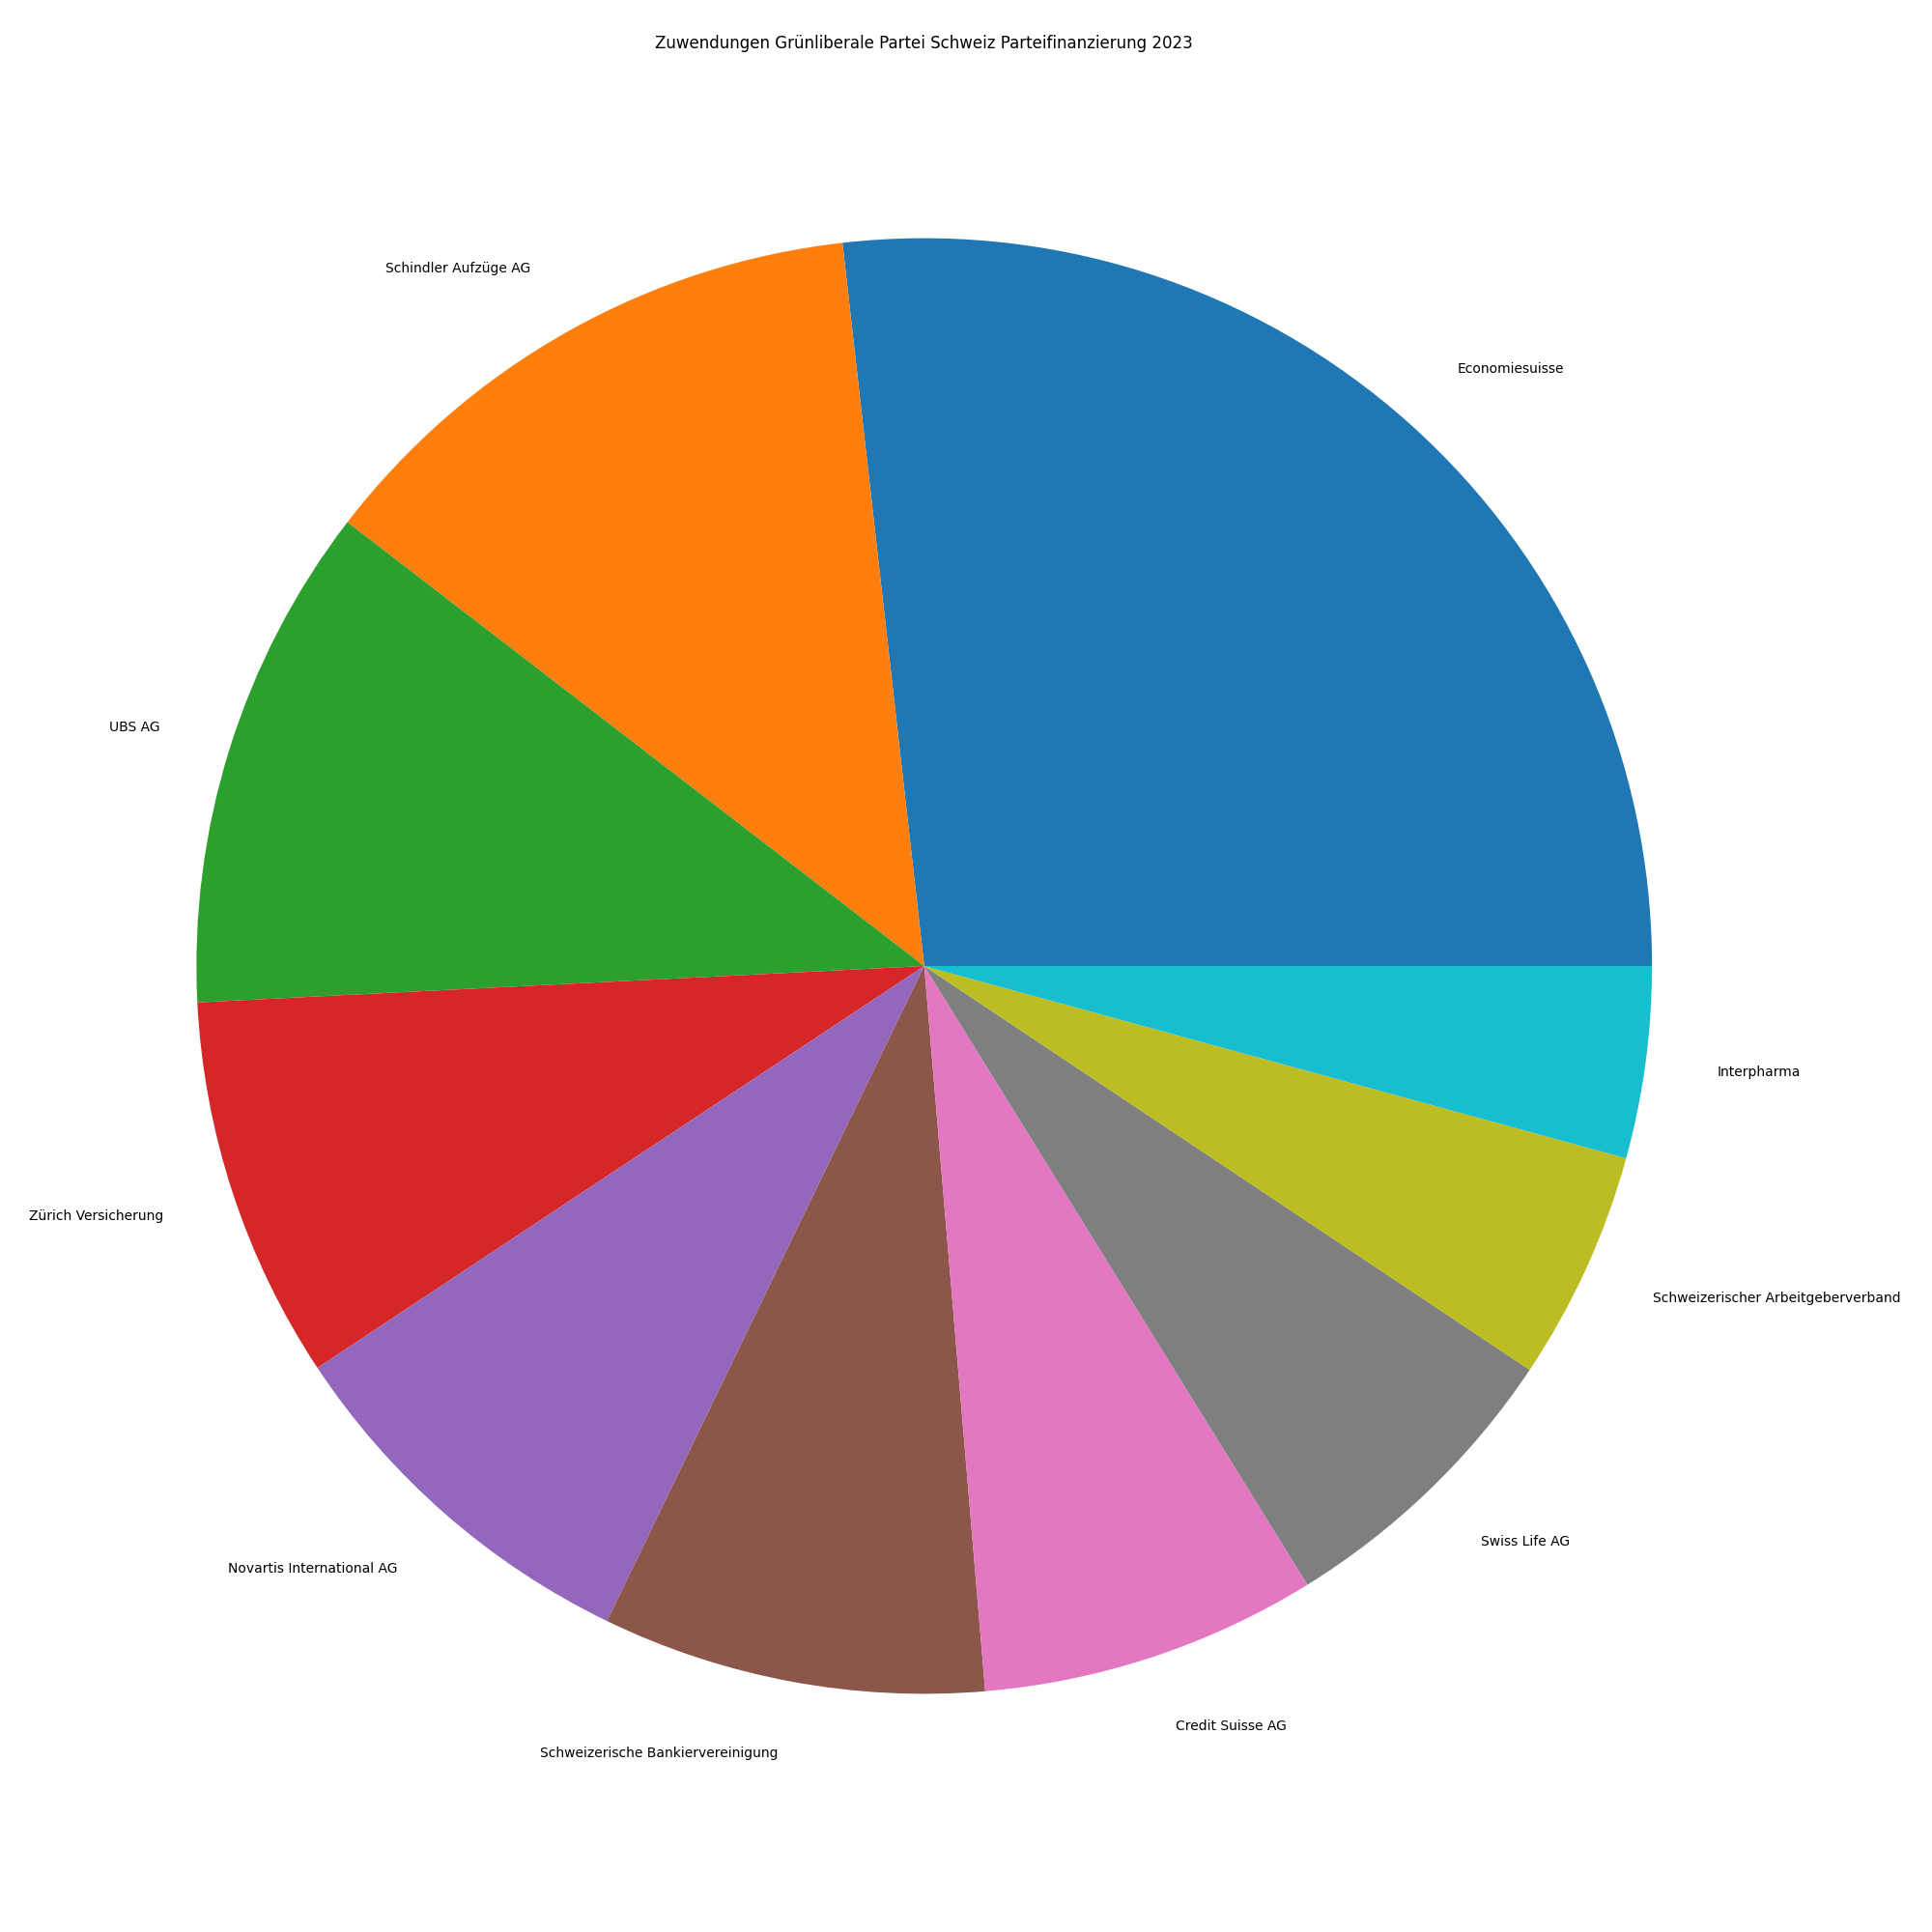 Zuwendungen Grünliberale Partei Schweiz Parteifinanzierung 2023
Schindler Aufzüge AG
Economiesuisse
UBS AG
Interpharma
Zürich Versicherung
Schweizerischer Arbeitgeberverband
Swiss Life AG
Novartis International AG
Credit Suisse AG
Schweizerische Bankiervereinigung